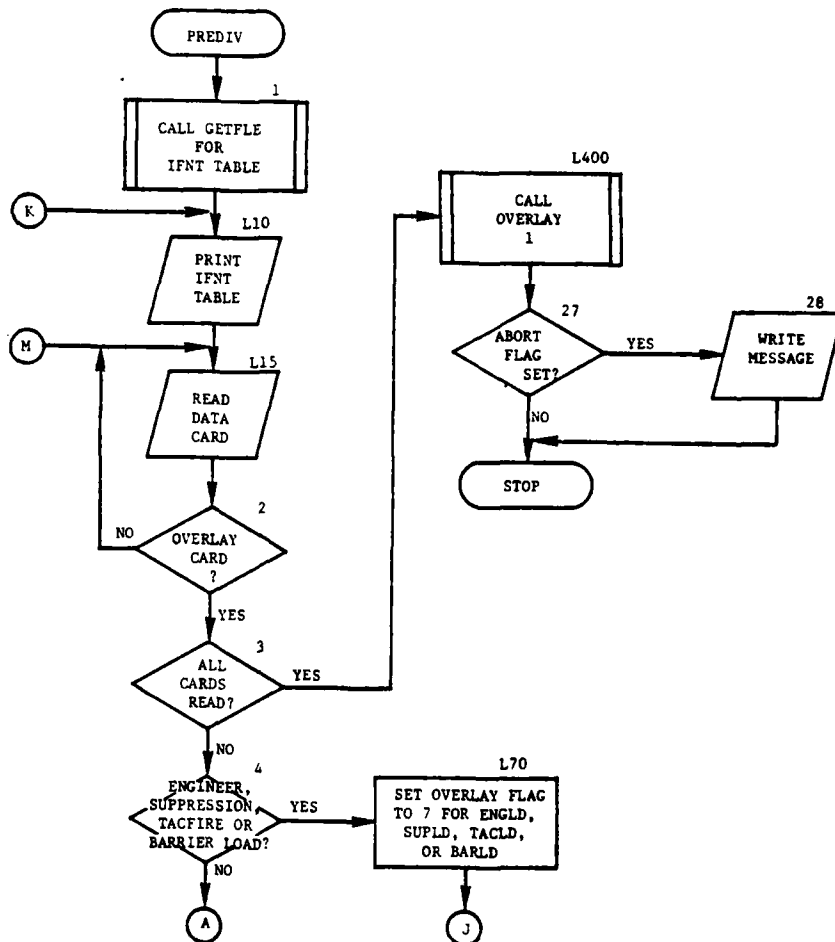 PREDIV
1
CALL GETFLE
FOR
IFNT TABLE
K
L10
PRINT
IFNT
TABLE
M
L15
READ
DATA
CARD
2
NO
OVERLAY
CARD
?
YES
3
ALL
CARDS
READ?
YES
NO
4
ENGINEER,
SUPPRESSION,
TACFIRE OR
BARRIER LOAD?
YES
NO
A
L70
SET OVERLAY FLAG
TO 7 FOR ENGLD,
SUPLD, TACLD,
OR BARLD
J
L400
CALL
OVERLAY
1
27
ABORT
FLAG
SET?
YES
NO
28
WRITE
MESSAGE
STOP